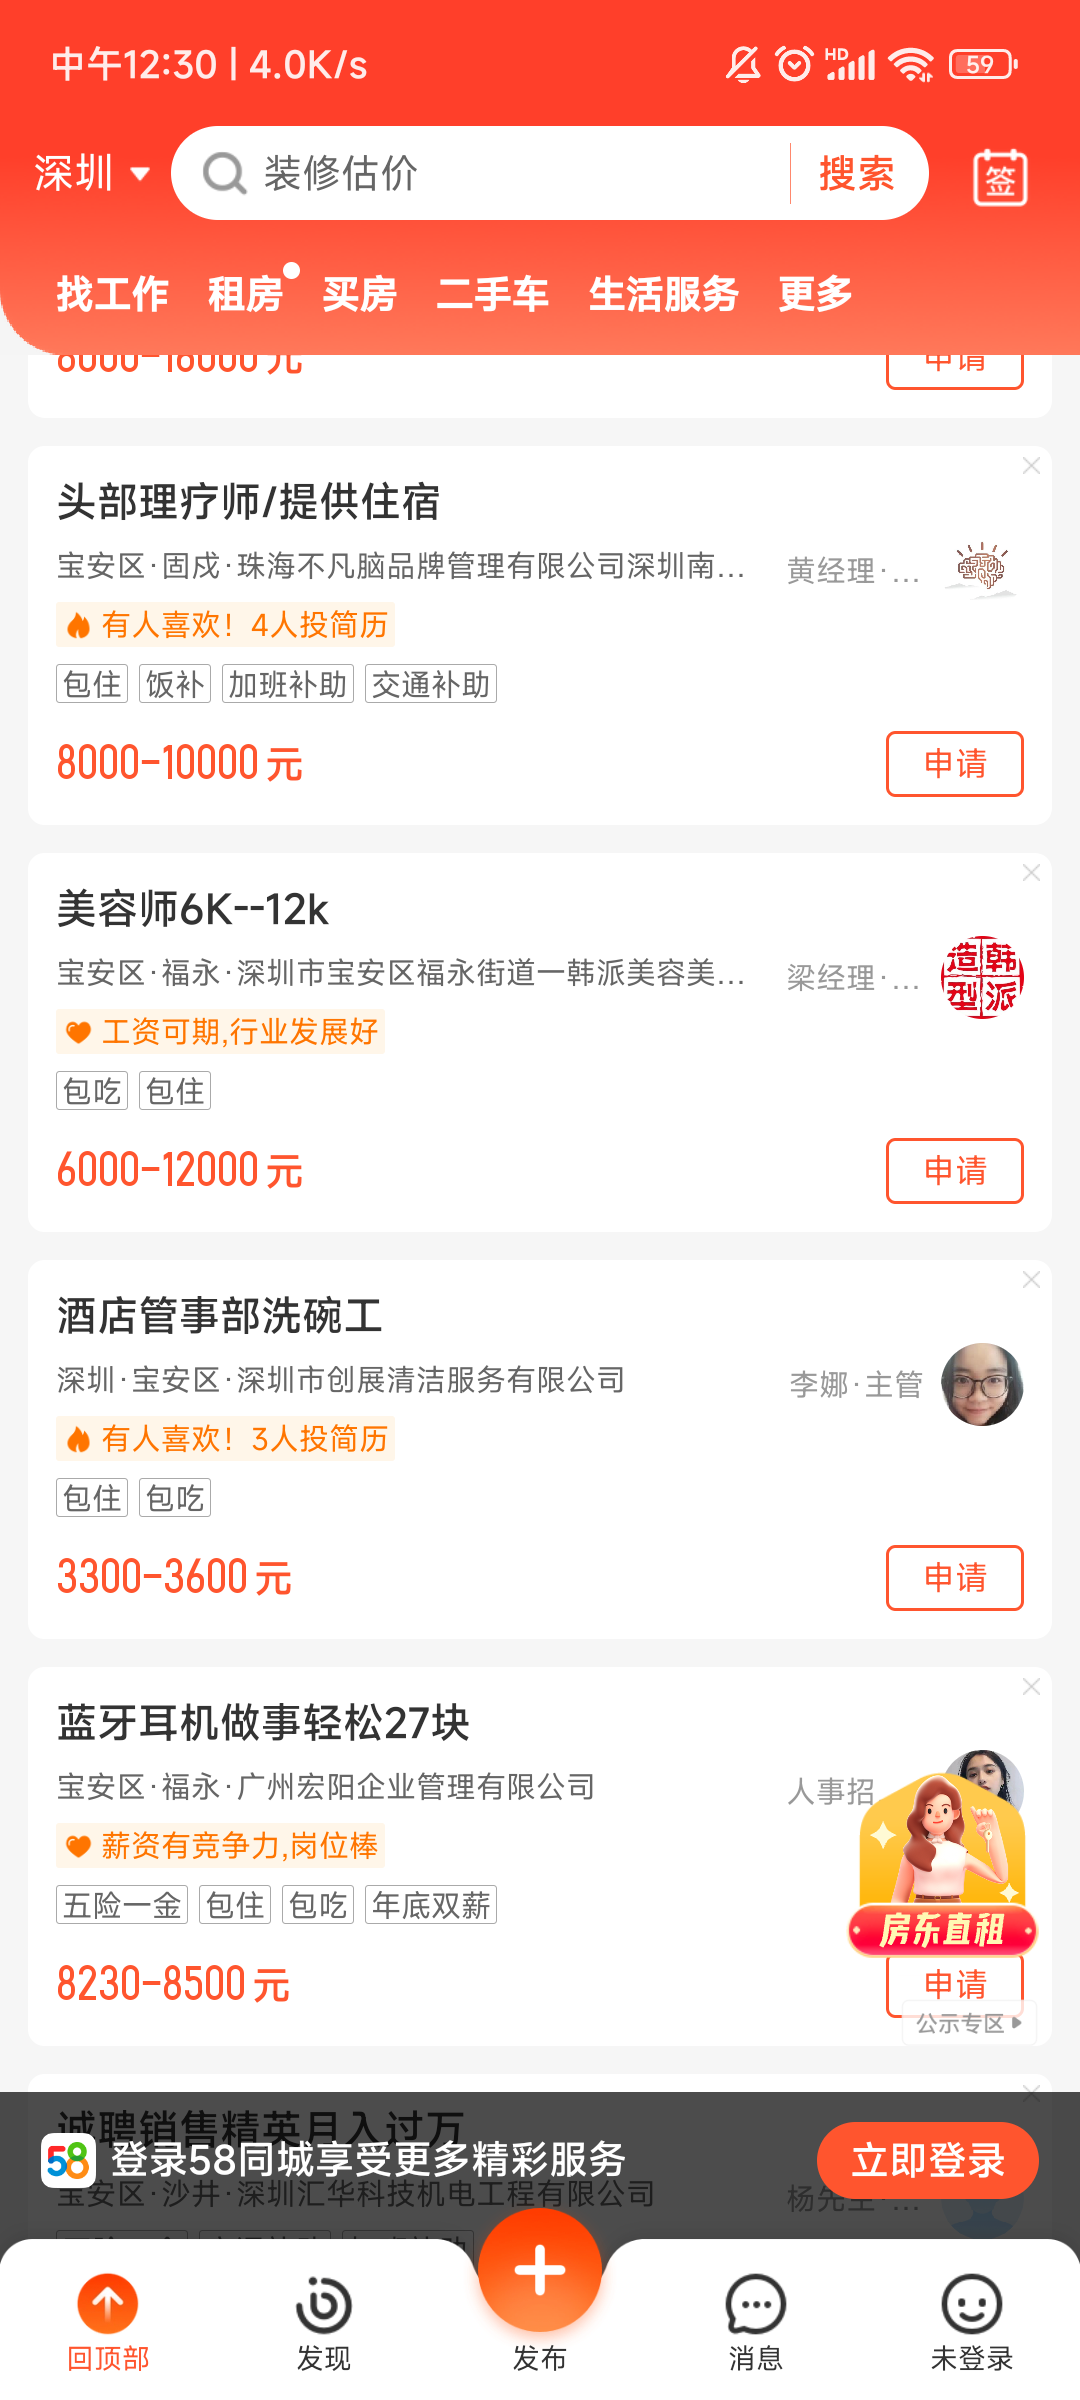 中午12:30 | 4.0K/s
HD
59
深圳
装修估价
搜索
签
找工作 租房 买房 二手车 生活服务 更多
申请
头部理疗师/提供住宿
宝安区·固戍·珠海不凡脑品牌管理有限公司深圳南...
黄经理·...
有人喜欢！4人投简历
包住 饭补 加班补助 交通补助
8000-10000 元
申请
美容师6K--12k
宝安区·福永·深圳市宝安区福永街道一韩派美容美...
梁经理·...
造型韩派
工资可期,行业发展好
包吃 包住
6000-12000 元
申请
酒店管事部洗碗工
深圳·宝安区·深圳市创展清洁服务有限公司
李娜·主管
有人喜欢！3人投简历
包住 包吃
3300-3600 元
申请
蓝牙耳机做事轻松27块
宝安区·福永·广州宏阳企业管理有限公司
人事招
薪资有竞争力,岗位棒
五险一金 包住 包吃 年底双薪
房东直租
8230-8500 元
申请
公示专区
诚聘销售精英月入过万
58
登录58同城享受更多精彩服务
立即登录
宝安区·沙井·深圳汇华科技机电工程有限公司
杨先生·...
回顶部
发现
发布
消息
未登录